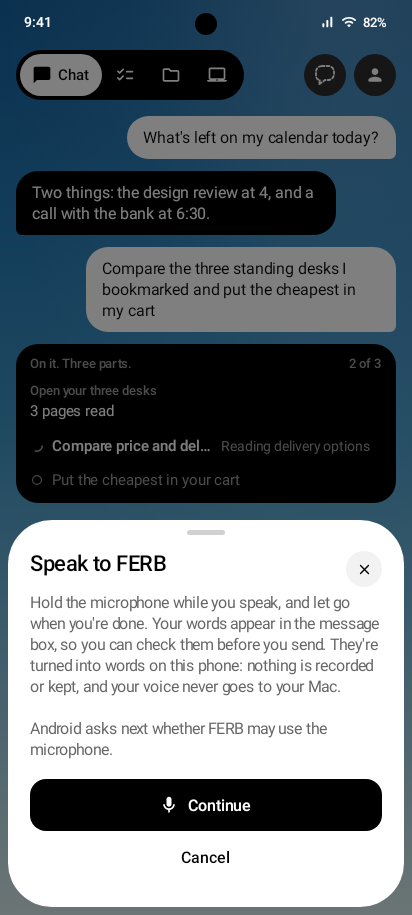 9:41
82%
Chat
What's left on my calendar today?
Two things: the design review at 4, and a
call with the bank at 6:30.
Compare the three standing desks I
bookmarked and put the cheapest in
my cart
On it. Three parts.
2 of 3
Open your three desks
3 pages read
Compare price and del... Reading delivery options
Put the cheapest in your cart
Speak to FERB
Hold the microphone while you speak, and let go
when you're done. Your words appear in the message
box, so you can check them before you send. They're
turned into words on this phone: nothing is recorded
or kept, and your voice never goes to your Mac.
Android asks next whether FERB may use the
microphone.
Continue
Cancel